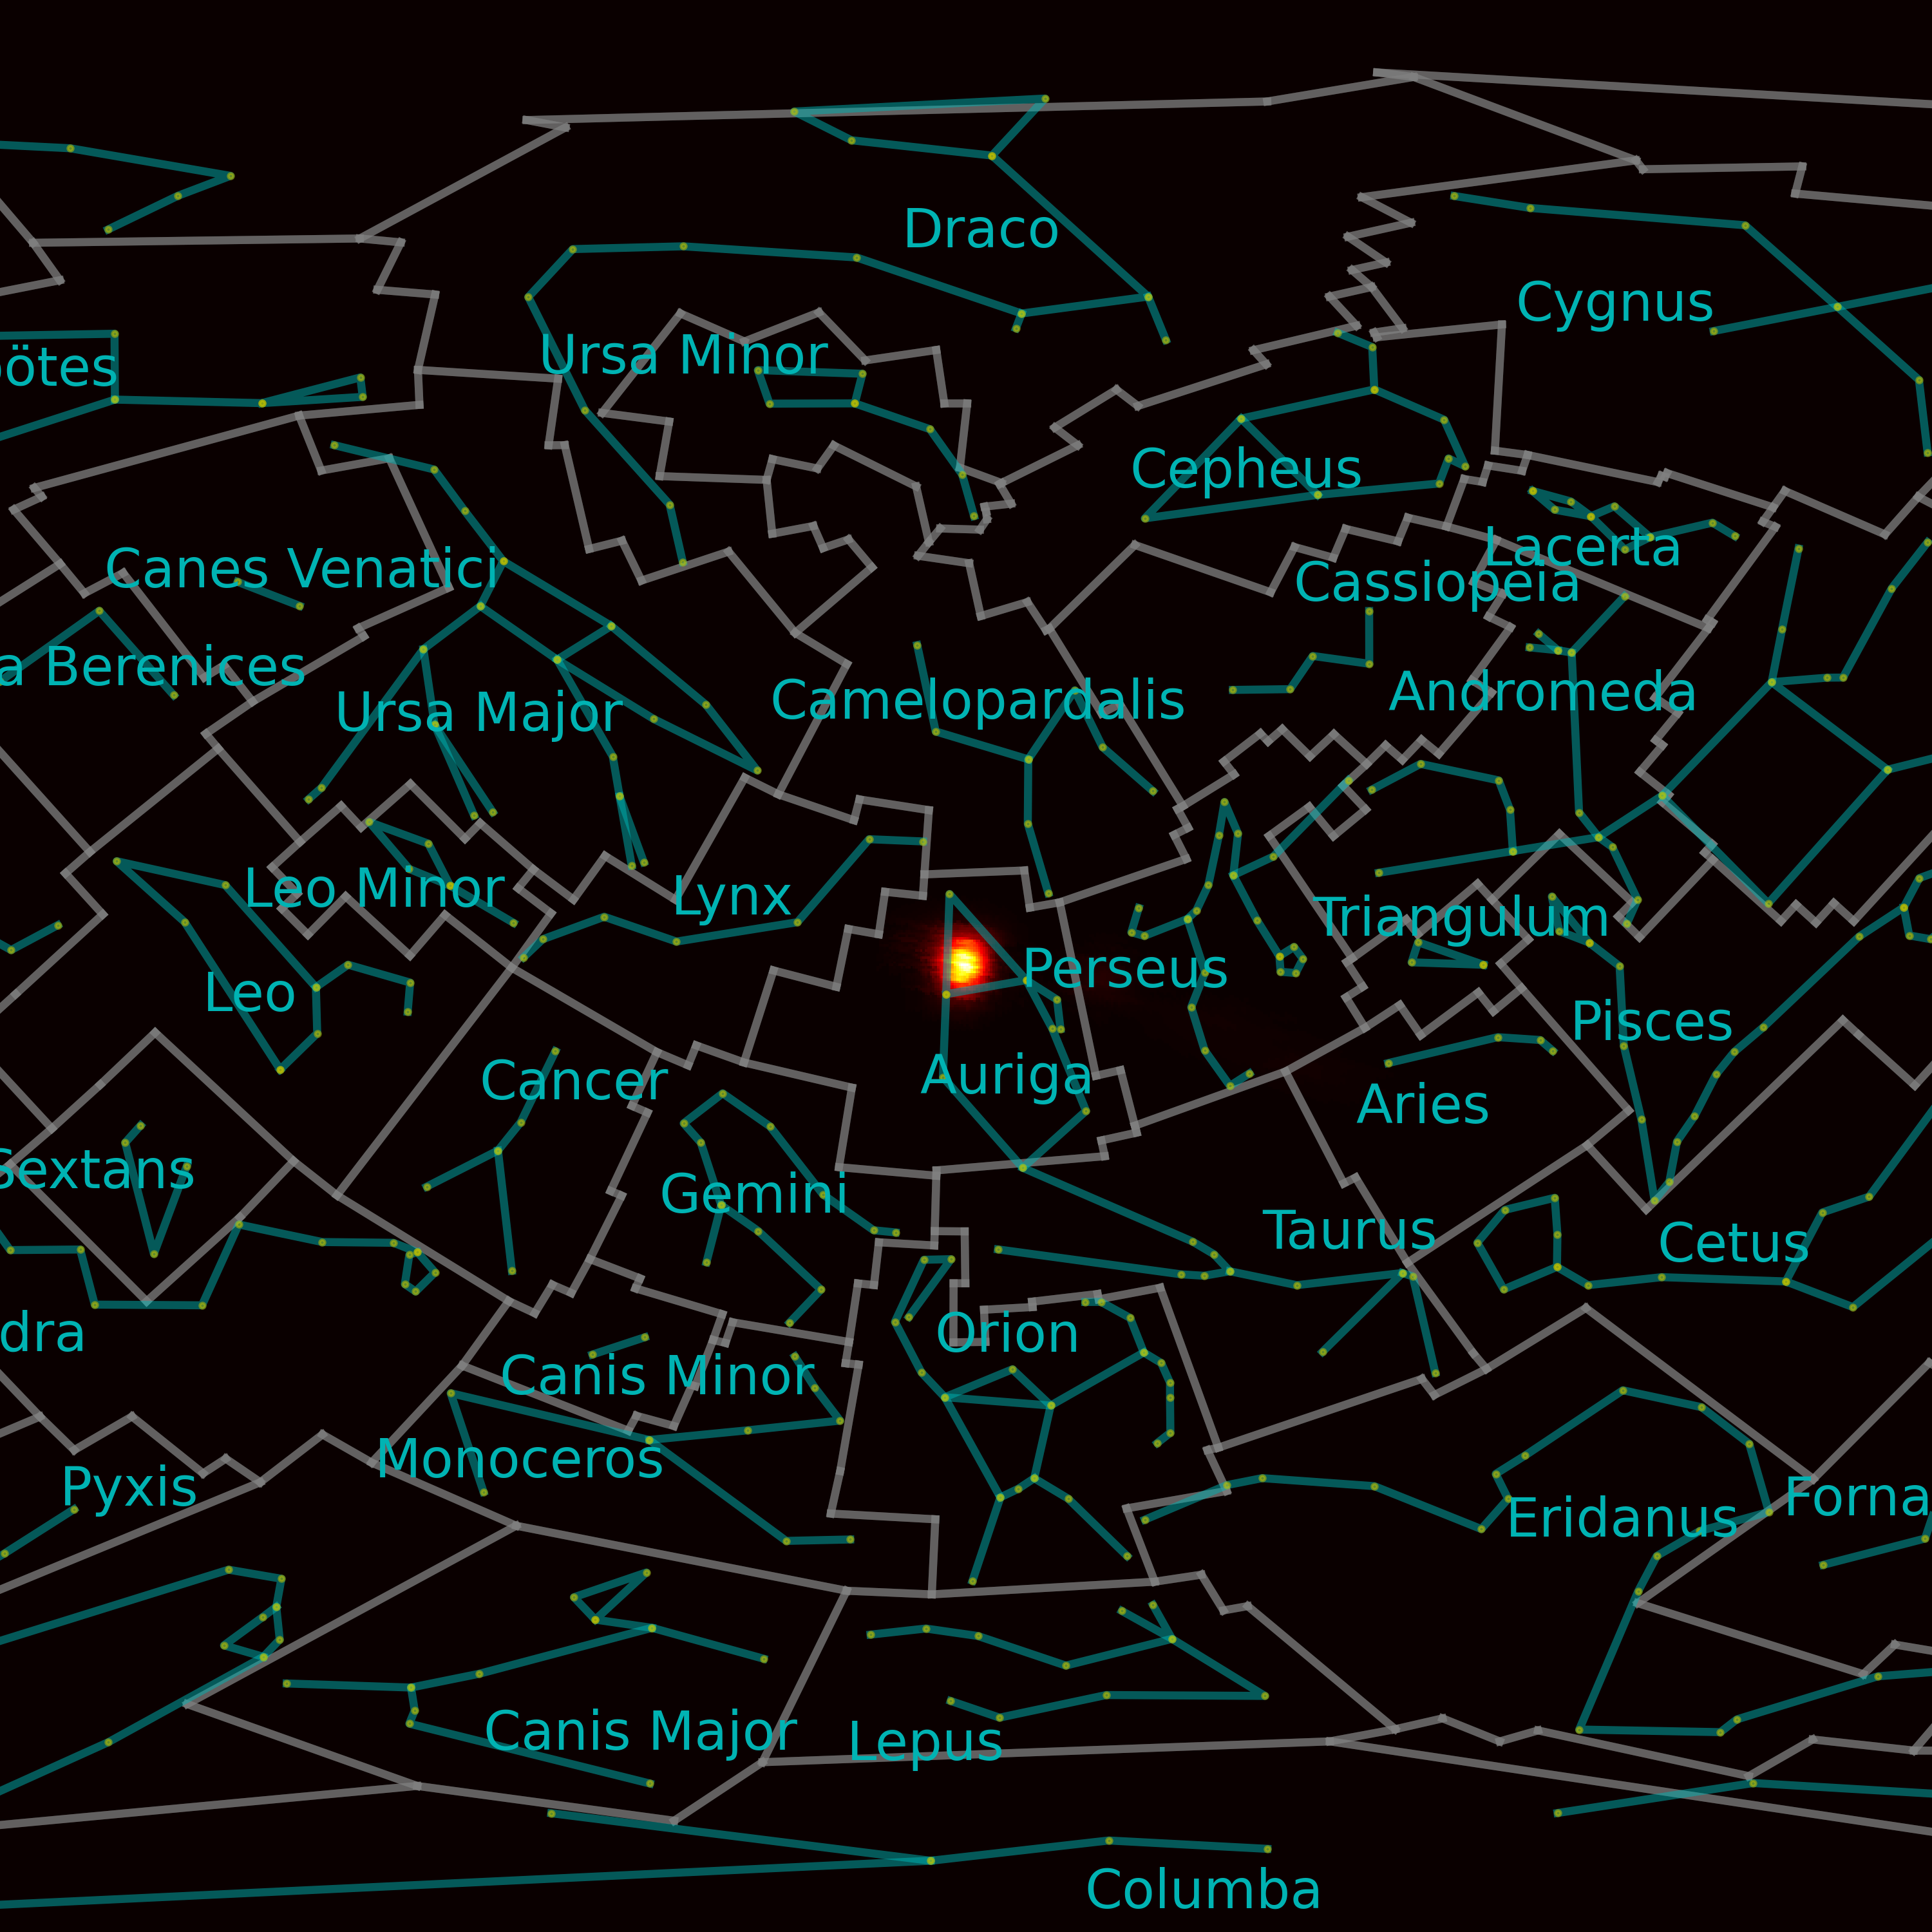 Draco
Cygnus
Ursa Minor
ötes
Cepheus
Lacerta
Canes Venatici
Cassiopeia
a Berenices
Andromeda
Camelopardalis
Ursa Major
Leo Minor
Lynx
Triangulum
Perseus
Leo
Pisces
Auriga
Cancer
Aries
Sextans
Gemini
Taurus
Cetus
dra
Orion
Canis Minor
Monoceros
Pyxis
Forna
Eridanus
Canis Major
Lepus
Columba